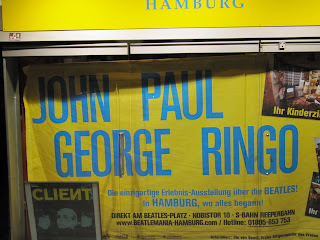 HAMBURG
JOHN PAUL
GEORGE RINGO
Ihr Kinderzi
CLIENT
Die einzigartige Erlebnis-Ausstellung über die BEATLES!
in HAMBURG, wo alles begann!
DIREKT AM BEATLES-PLATZ · NOBISTOR 10 · S-BAHN REEPERBAHN
www.BEATLEMANIA-HAMBURG.com / Hotline: 01805-853 753